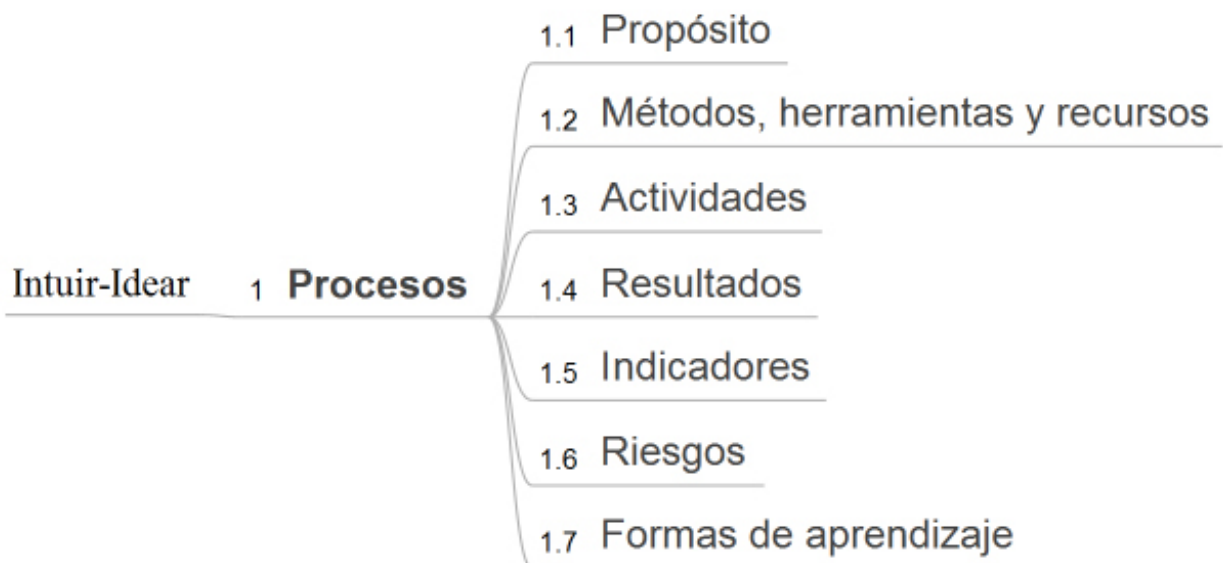 1.1 Propósito
1.2 Métodos, herramientas y recursos
1.3 Actividades
Intuir-Idear 1 Procesos 1.4 Resultados
1.5 Indicadores
1.6 Riesgos
1.7 Formas de aprendizaje